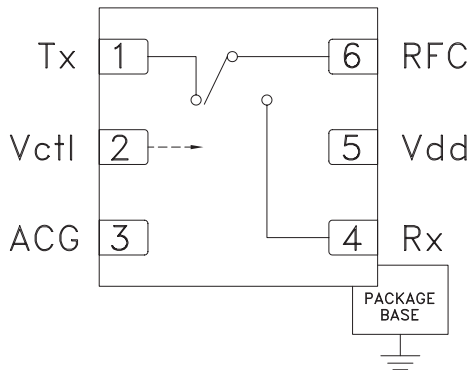 Tx 1 6 RFC
Vctl 2 5 Vdd
ACG 3 4 Rx
PACKAGE
BASE